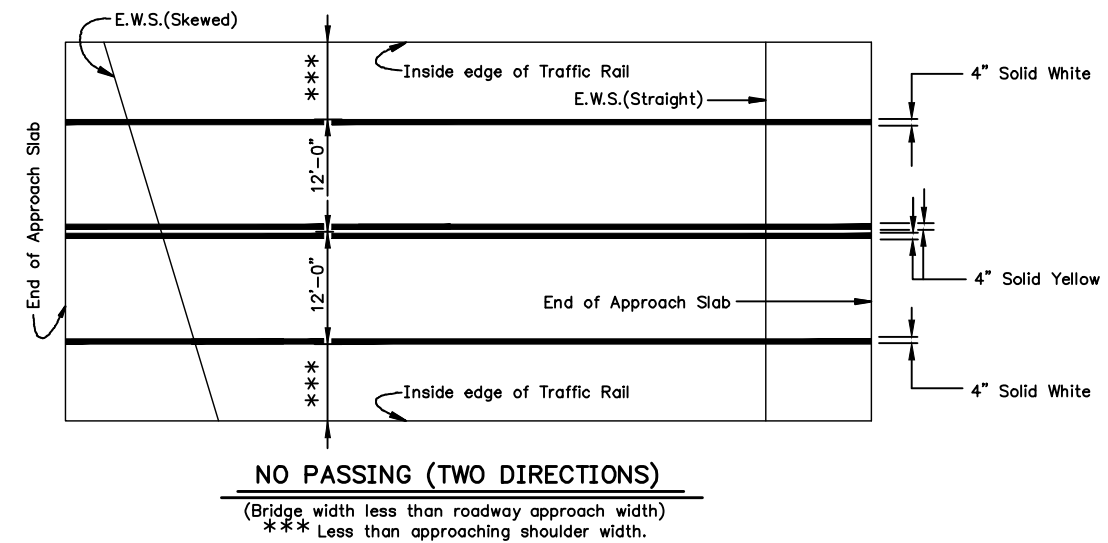 E.W.S.(Skewed)
***
Inside edge of Traffic Rail
4" Solid White
E.W.S.(Straight)
End of Approach Slab
12'-0"
12'-0"
4" Solid Yellow
End of Approach Slab
***
Inside edge of Traffic Rail
4" Solid White
NO PASSING (TWO DIRECTIONS)
(Bridge width less than roadway approach width)
*** Less than approaching shoulder width.